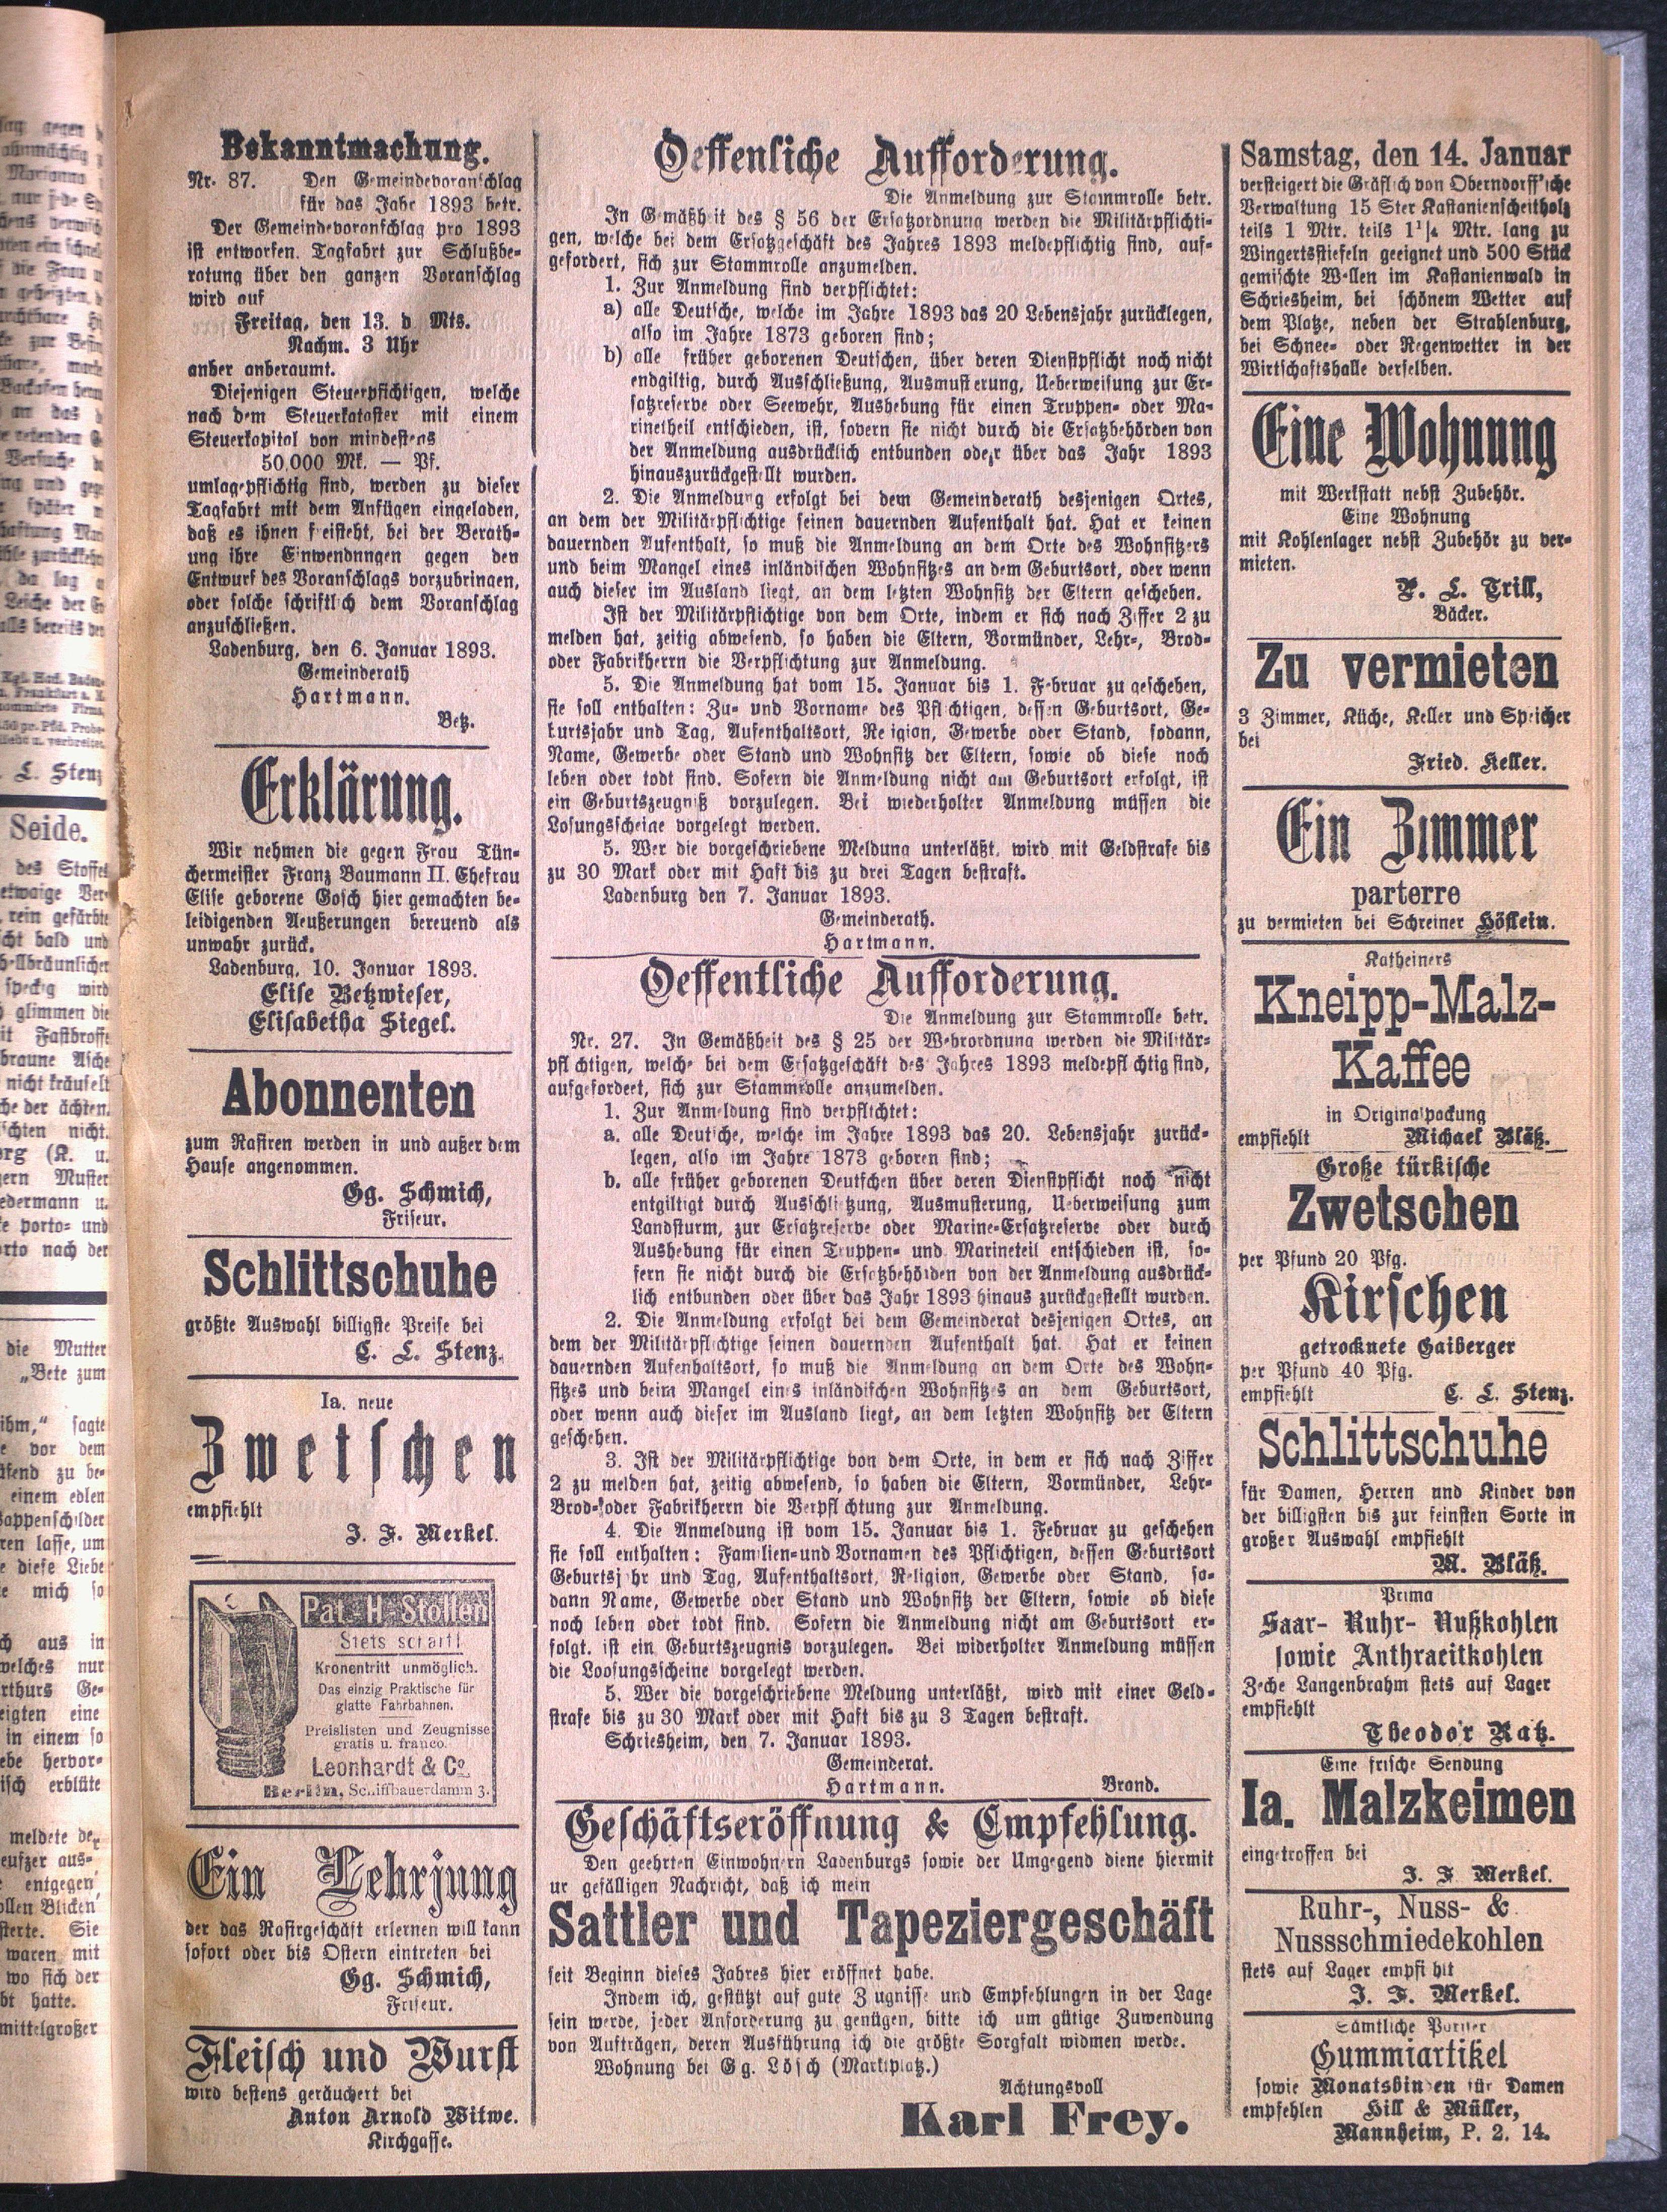 Bekanntmachung.
Nr. 87. Den Gemeindevoranschlag
für das Jahr 1893 betr.
Der Gemeindevoranschlag pro 1893
ist entworfen. Tagfahrt zur Schlußbe-
ratung über den ganzen Voranschlag
wird auf
Freitag, den 13. d Mts.
Nachm. 3 Uhr
anher anberaumt.
Diejenigen Steuerpflichtigen, welche
nach dem Steuerkataster mit einem
Steuerkapital von mindestens
50.000 Mk. — Pf.
umlagepflichtig sind, werden zu dieser
Tagfahrt mit dem Anfügen eingeladen,
daß es ihnen freisteht, bei der Berath-
ung ihre Einwendnngen gegen den
Entwurf des Voranschlags vorzubringen,
oder solche schriftlich dem Voranschlag
anzuschließen.
Ladenburg, den 6. Januar 1893.
Gemeinderath
Hartmann.
Betz.
Erklärung.
Wir nehmen die gegen Frau Tün-
chermeister Franz Baumann II. Ehefrau
Elise geborene Gosch hier gemachten be-
leidigenden Aeußerungen bereuend als
unwahr zurück.
Ladenburg, 10. Januar 1893.
Elise Betzwieser,
Elisabetha Siegel.
Abonnenten
zum Rasiren werden in und außer dem
Hause angenommen.
Gg. Schmich,
Friseur.
Schlittschuhe
größte Auswahl billigste Preise bei
C. L. Stenz.
Ia. neue
Zwetschen
empfiehlt
J. F. Merkel.
Pat.-H-Stollen
Stets scharf!
Kronentritt unmöglich.
Das einzig Praktische für
glatte Fahrbahnen.
Preislisten und Zeugnisse
gratis u. franco.
Leonhardt & Co
Berlin, Schiffbauerdamm 3.
Ein Lehrjung
der das Rasirgeschäft erlernen will kann
sofort oder bis Ostern eintreten bei
Gg. Schmich,
Friseur.
Fleisch und Wurst
wird bestens geräuchert bei
Anton Arnold Witwe.
Kirchgasse.
Oeffenliche Aufforderung.
Die Anmeldung zur Stammrolle betr.
In Gemäßheit des § 56 der Ersatzordnung werden die Militärpflichti-
gen, welche bei dem Ersatzgeschäft des Jahres 1893 meldepflichtig sind, auf-
gefordert, sich zur Stammrolle anzumelden.
1. Zur Anmeldung sind verpflichtet:
a) alle Deutsche, welche im Jahre 1893 das 20 Lebensjahr zurücklegen,
also im Jahre 1873 geboren sind;
b) alle früher geborenen Deutschen, über deren Dienstpflicht noch nicht
endgiltig, durch Ausschließung, Ausmusterung, Ueberweisung zur Er-
satzreserve oder Seewehr, Aushebung für einen Truppen- oder Ma-
rinetheil entschieden, ist, sovern sie nicht durch die Ersatzbehörden von
der Anmeldung ausdrücklich entbunden oder über das Jahr 1893
hinauszurückgestellt wurden.
2. Die Anmeldung erfolgt bei dem Gemeinderath desjenigen Ortes,
an dem der Militärpflichtige seinen dauernden Aufenthalt hat. Hat er keinen
dauernden Aufenthalt, so muß die Anmeldung an dem Orte des Wohnsitzers
und beim Mangel eines inländischen Wohnsitzes an dem Geburtsort, oder wenn
auch dieser im Ausland liegt, an dem letzten Wohnsitz der Eltern geschehen.
Ist der Militärpflichtige von dem Orte, indem er sich nach Ziffer 2 zu
melden hat, zeitig abwesend, so haben die Eltern, Vormünder, Lehr-, Brod-
oder Fabrikherrn die Verpflichtung zur Anmeldung.
5. Die Anmeldung hat vom 15. Januar bis 1. Februar zu geschehen,
sie soll enthalten: Zu- und Vorname des Pflichtigen, dessen Geburtsort, Ge-
burtsjahr und Tag, Aufenthaltsort, Religion, Gewerbe oder Stand, sodann,
Name, Gewerbe oder Stand und Wohnsitz der Eltern, sowie ob diese noch
leben oder todt sind. Sofern die Anmeldung nicht am Geburtsort erfolgt, ist
ein Geburtszeugniß vorzulegen. Bei wiederholter Anmeldung müssen die
Losungsscheine vorgelegt werden.
5. Wer die vorgeschriebene Meldung unterläßt, wird mit Geldstrafe bis
zu 30 Mark oder mit Haft bis zu drei Tagen bestraft.
Ladenburg den 7. Januar 1893.
Gemeinderath.
Hartmann.
Oeffentliche Aufforderung.
Die Anmeldung zur Stammrolle betr.
Nr. 27. In Gemäßheit des § 25 der Wehrordnung werden die Militär-
pflichtigen, welche bei dem Ersatzgeschäft des Jahres 1893 meldepflichtig sind,
aufgefordert, sich zur Stammrolle anzumelden.
1. Zur Anmeldung sind verpflichtet:
a. alle Deutsche, welche im Jahre 1893 das 20. Lebensjahr zurück-
legen, also im Jahre 1873 geboren sind;
b. alle früher geborenen Deutschen über deren Dienstpflicht noch nicht
entgiltigt durch Ausschließung, Ausmusterung, Ueberweisung zum
Landsturm, zur Ersatzreserve oder Marine-Ersatzreserve oder durch
Aushebung für einen Truppen- und Marineteil entschieden ist, so-
fern sie nicht durch die Ersatzbehörden von der Anmeldung ausdrück-
lich entbunden oder über das Jahr 1893 hinaus zurückgestellt wurden.
2. Die Anmeldung erfolgt bei dem Gemeinderat desjenigen Ortes, an
dem der Militärpflichtige seinen dauernden Aufenthalt hat. Hat er keinen
dauernden Aufenhaltsort, so muß die Anmeldung an dem Orte des Wohn-
sitzes und beim Mangel eines inländischen Wohnsitzes an dem Geburtsort,
oder wenn auch dieser im Ausland liegt, an dem letzten Wohnsitz der Eltern
geschehen.
3. Ist der Militärpflichtige von dem Orte, in dem er sich nach Ziffer
2 zu melden hat, zeitig abwesend, so haben die Eltern, Vormünder, Lehr-
Brod- oder Fabrikherrn die Verpflichtung zur Anmeldung.
4. Die Anmeldung ist vom 15. Januar bis 1. Februar zu geschehen
sie soll enthalten: Familien- und Vornamen des Pflichtigen, dessen Geburtsort
Geburtsjahr und Tag, Aufenthaltsort, Religion, Gewerbe oder Stand, so-
dann Name, Gewerbe oder Stand und Wohnsitz der Eltern, sowie ob diese
noch leben oder todt sind. Sofern die Anmeldung nicht am Geburtsort er-
folgt. ist ein Geburtszeugnis vorzulegen. Bei widerholter Anmeldung müssen
die Loosungsscheine vorgelegt werden.
5. Wer die vorgeschriebene Meldung unterläßt, wird mit einer Geld-
strafe bis zu 30 Mark oder mit Haft bis zu 3 Tagen bestraft.
Schriesheim, den 7. Januar 1893.
Gemeinderat.
Hartmann. Brand.
Geschäftseröffnung & Empfehlung.
Den geehrten Einwohnern Ladenburgs sowie der Umgegend diene hiermit
ur gefälligen Nachricht, daß ich mein
Sattler und Tapeziergeschäft
seit Beginn dieses Jahres hier eröffnet habe.
Indem ich, gestützt auf gute Zeugnisse und Empfehlungen in der Lage
sein werde, jeder Anforderung zu genügen, bitte ich um gütige Zuwendung
von Aufträgen, deren Ausführung ich die größte Sorgfalt widmen werde.
Wohnung bei Gg. Lösch (Marktplatz.)
Achtungsvoll
Karl Frey.
Samstag, den 14. Januar
versteigert die Gräflich von Oberndorff'sche
Verwaltung 15 Ster Kastanienscheitholz
teils 1 Mtr. teils 1¼ Mtr. lang zu
Wingertsstiefeln geeignet und 500 Stück
gemischte Wellen im Kastanienwald in
Schriesheim, bei schönem Wetter auf
dem Platze, neben der Strahlenburg,
bei Schnee- oder Regenwetter in der
Wirtschaftshalle derselben.
Eine Wohnung
mit Werkstatt nebst Zubehör.
Eine Wohnung
mit Kohlenlager nebst Zubehör zu ver-
mieten.
P. L. Trill,
Bäcker.
Zu vermieten
3 Zimmer, Küche, Keller und Speicher
bei
Fried. Keller.
Ein Zimmer
parterre
zu vermieten bei Schreiner Höflein.
Katheiners
Kneipp-Malz-
Kaffee
in Originalpackung
empfiehlt Michael Bläß.
Große türkische
Zwetschen
per Pfund 20 Pfg.
Kirschen
getrocknete Gaiberger
per Pfund 40 Pfg.
empfiehlt C. L. Stenz.
Schlittschuhe
für Damen, Herren und Kinder von
der billigsten bis zur feinsten Sorte in
großer Auswahl empfiehlt
M. Bläß.
Prima
Saar- Ruhr- Nußkohlen
sowie Anthracitkohlen
Zeche Langenbrahm stets auf Lager
empfiehlt
Theodor Katz.
Eine frische Sendung
Ia. Malzkeimen
eingetroffen bei
J. F. Merkel.
Ruhr-, Nuss- &
Nussschmiedekohlen
stets auf Lager empfiehlt
J. F. Merkel.
Sämtliche Pariser
Gummiartikel
sowie Monatsbinden für Damen
empfehlen Hill & Müller,
Mannheim, P. 2. 14.